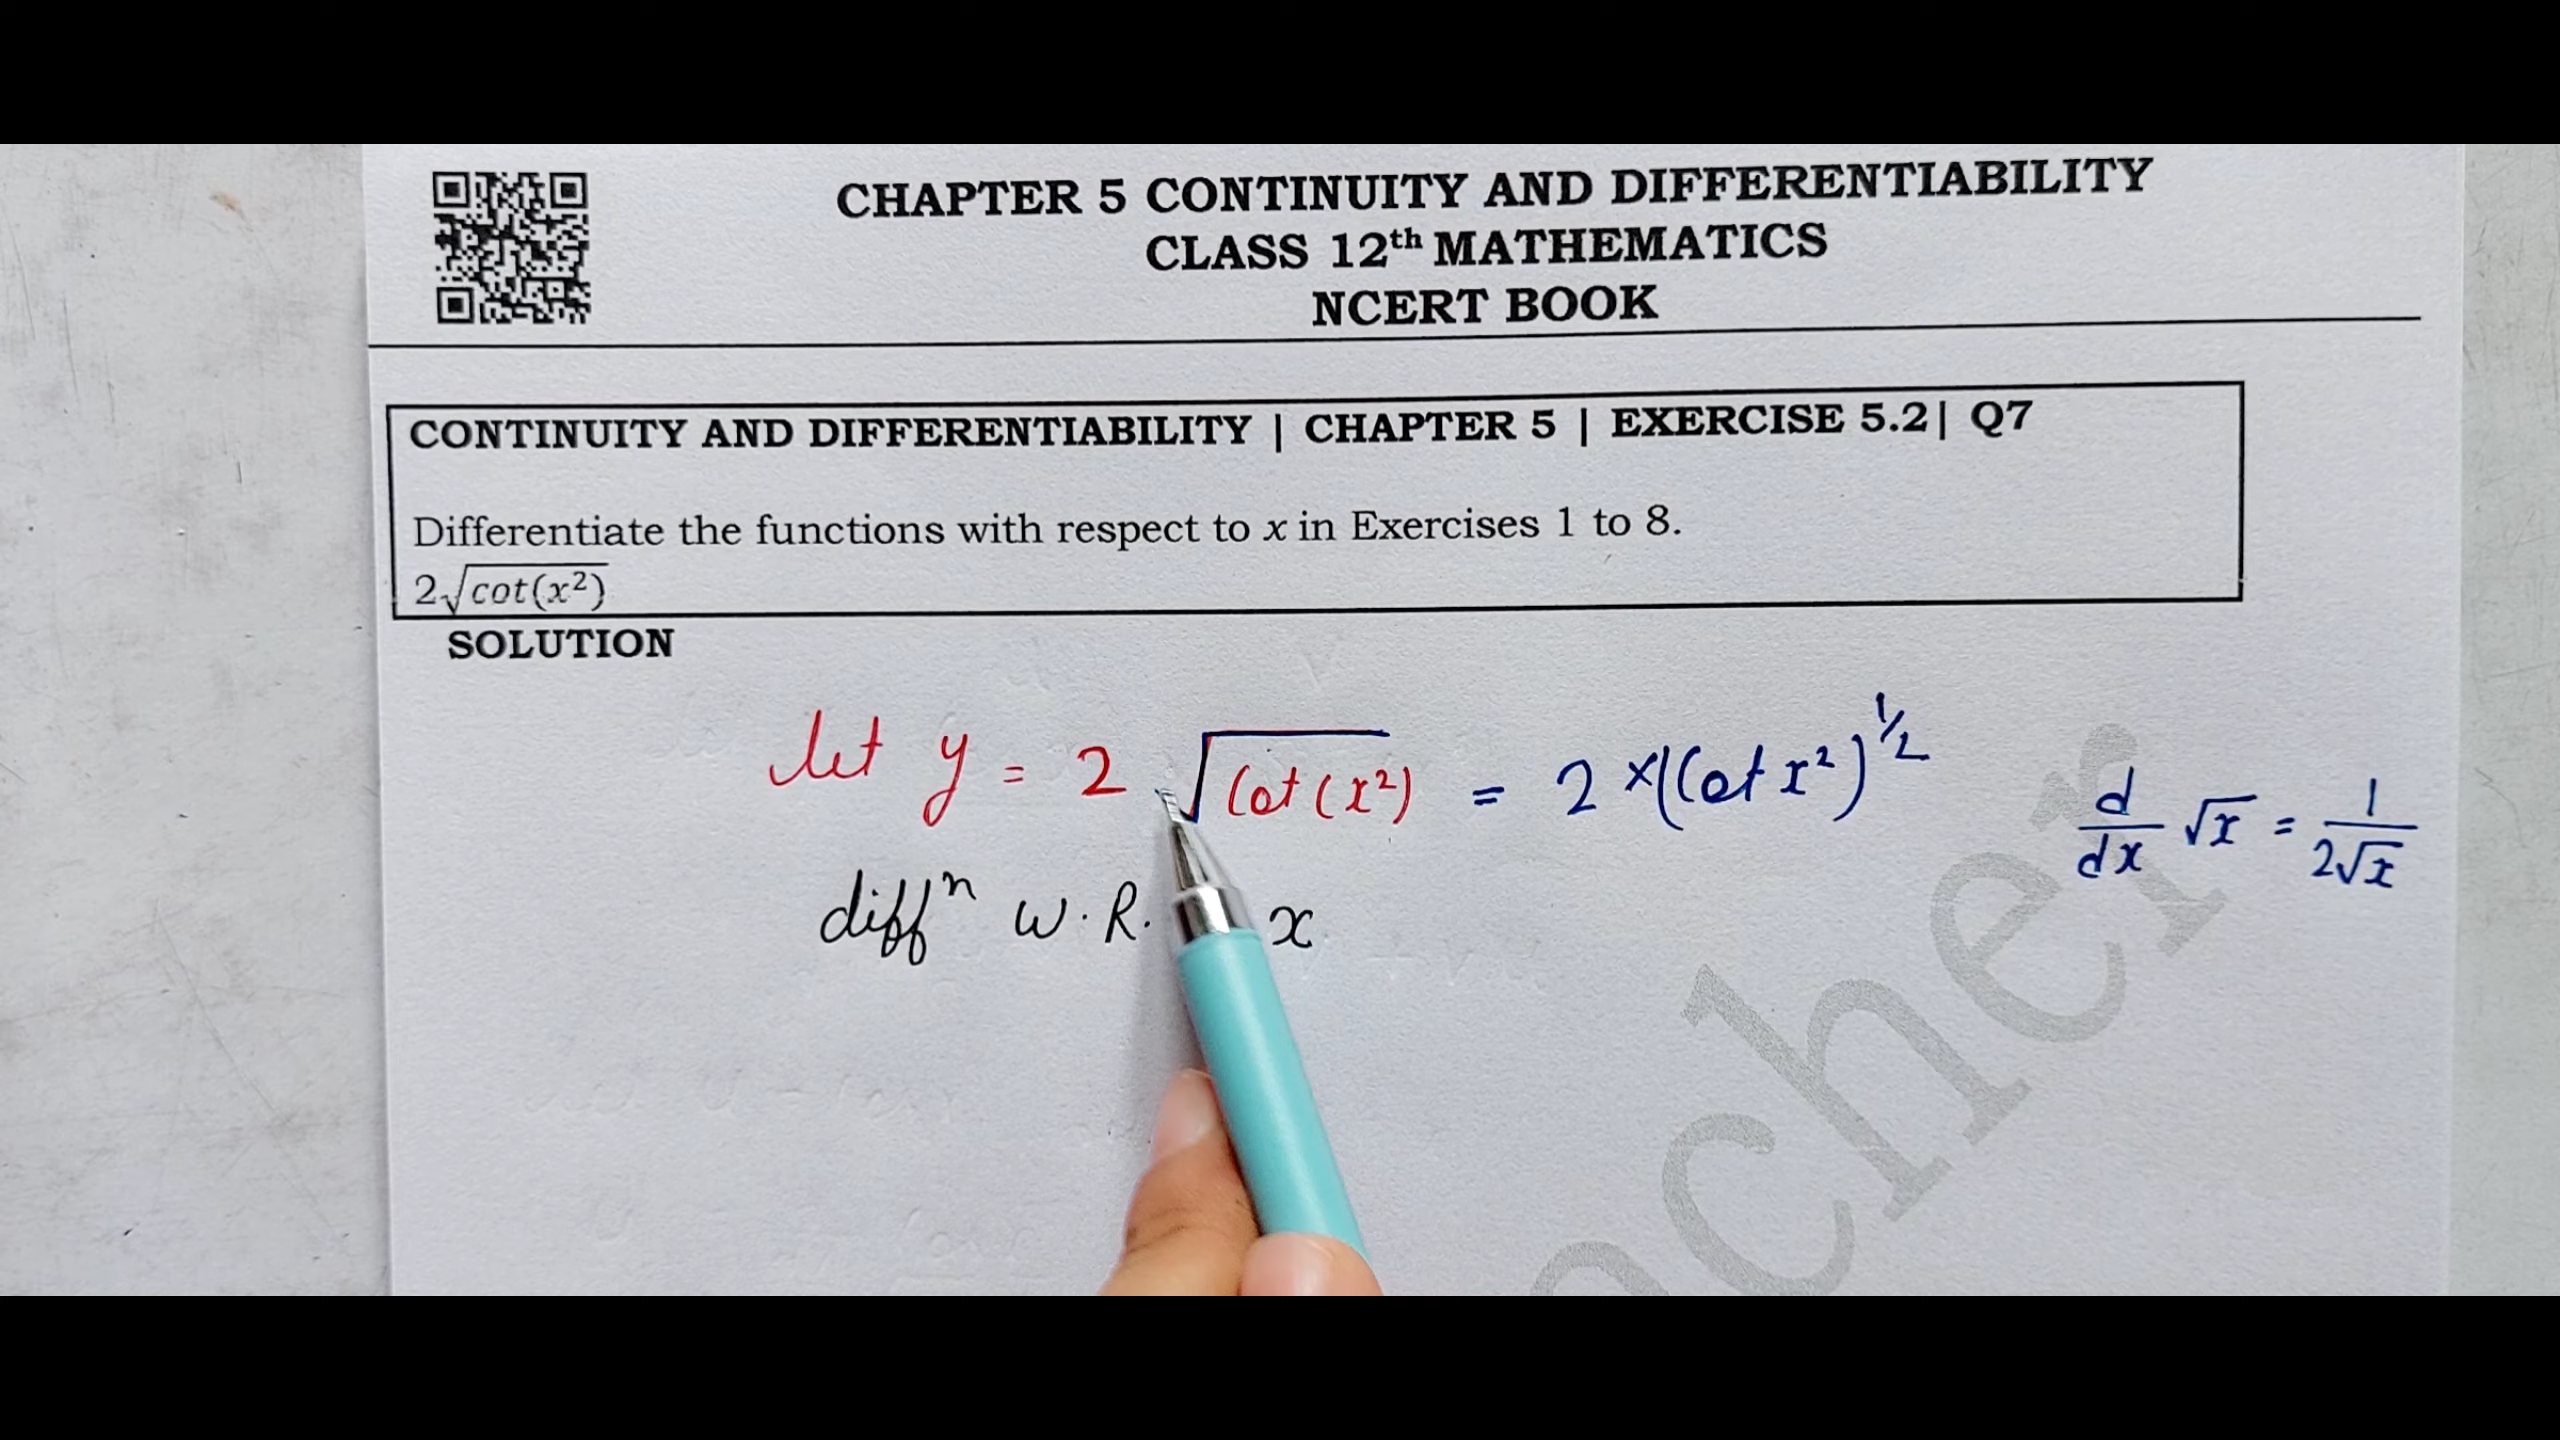 CHAPTER 5 CONTINUITY AND DIFFERENTIABILITY
CLASS 12th MATHEMATICS
NCERT BOOK
CONTINUITY AND DIFFERENTIABILITY | CHAPTER 5 | EXERCISE 5.2| Q7
Differentiate the functions with respect to x in Exercises 1 to 8.
2√cot(x²)
SOLUTION
let y = 2 √Cot (x²) = 2 × (Cot x²)^1/2
d/dx √x = 1/2√x
diffⁿ w.R. x
cher